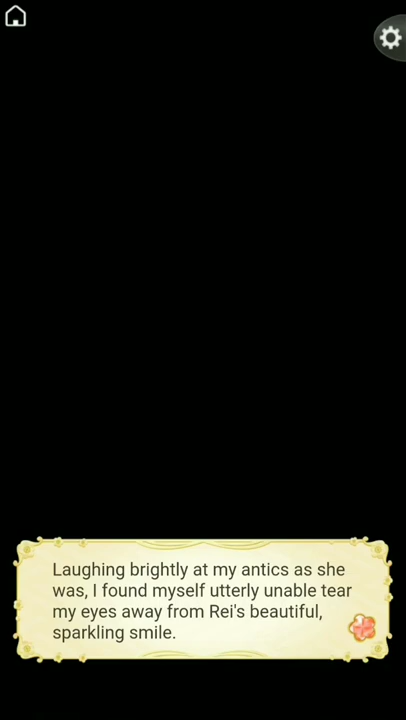 Laughing brightly at my antics as she
was, I found myself utterly unable tear
my eyes away from Rei's beautiful,
sparkling smile.